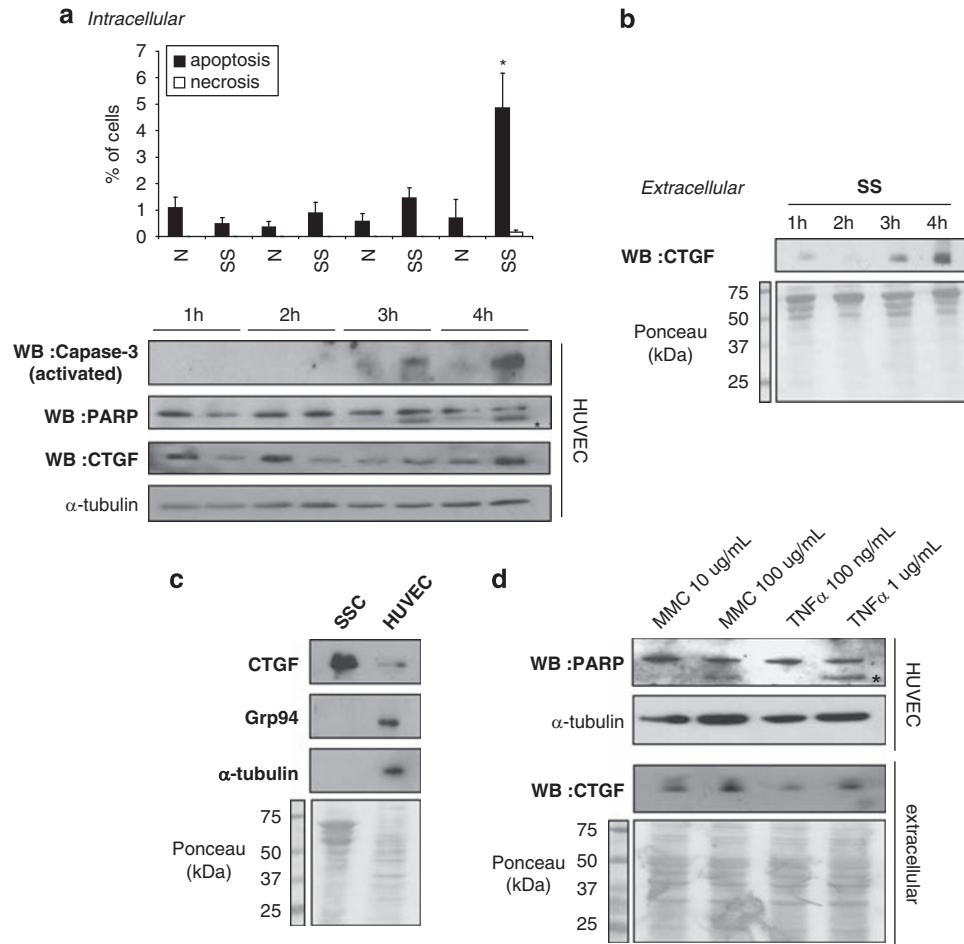 a Intracellular
7
6
5
4
3
2
1
0
% of cells
apoptosis
necrosis
*
N SS N SS N SS N SS
1h 2h 3h 4h
WB :Capase-3
(activated)
WB :PARP
*
WB :CTGF
α-tubulin
HUVEC
b
Extracellular SS
1h 2h 3h 4h
WB :CTGF
Ponceau
(kDa)
75
50
37
25
c
SSC HUVEC
CTGF
Grp94
α-tubulin
Ponceau
(kDa)
75
50
37
25
d
MMC 10 ug/mL
MMC 100 ug/mL
TNFα 100 ng/mL
TNFα 1 ug/mL
WB :PARP
*
α-tubulin
HUVEC
WB :CTGF
Ponceau
(kDa)
75
50
37
25
extracellular